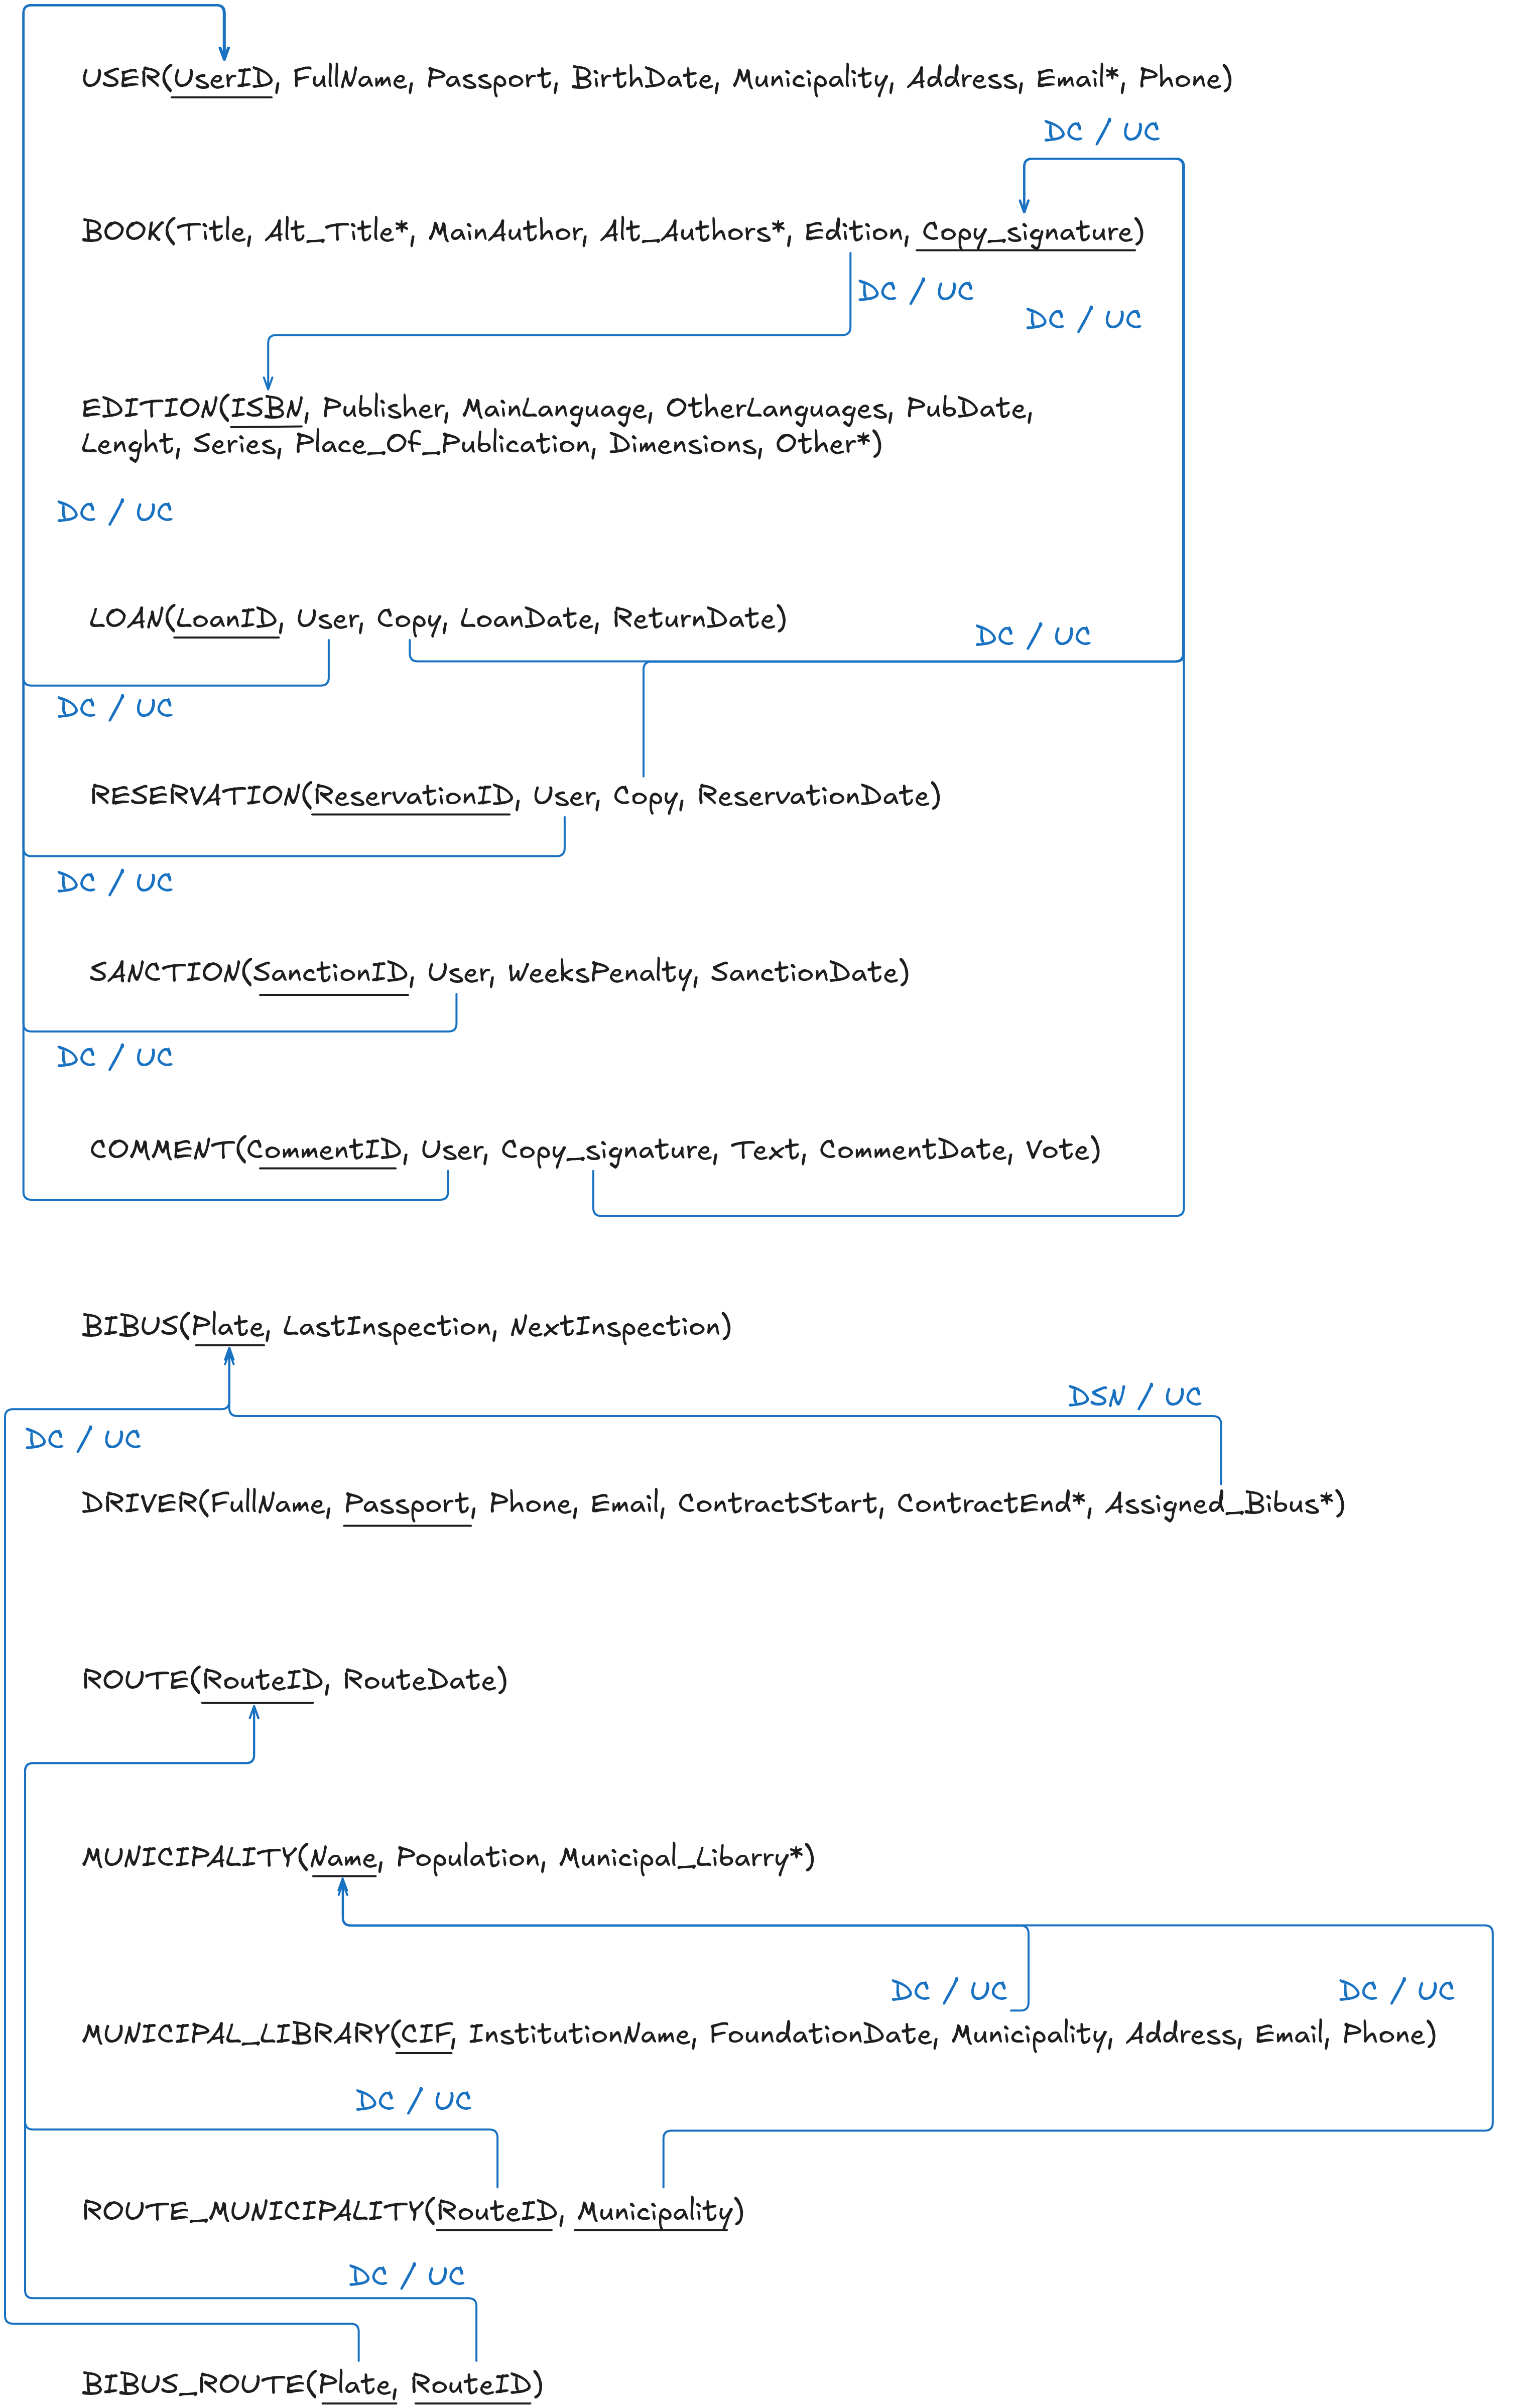 USER(UserID, FullName, Passport, BirthDate, Municipality, Address, Email*, Phone)
DC / UC
BOOK(Title, Alt_Title*, MainAuthor, Alt_Authors*, Edition, Copy_signature)
DC / UC
DC / UC
EDITION(ISBN, Publisher, MainLanguage, OtherLanguages, PubDate,
Lenght, Series, Place_Of_Publication, Dimensions, Other*)
DC / UC
LOAN(LoanID, User, Copy, LoanDate, ReturnDate)
DC / UC
DC / UC
RESERVATION(ReservationID, User, Copy, ReservationDate)
DC / UC
SANCTION(SanctionID, User, WeeksPenalty, SanctionDate)
DC / UC
COMMENT(CommentID, User, Copy_signature, Text, CommentDate, Vote)
BIBUS(Plate, LastInspection, NextInspection)
DSN / UC
DC / UC
DRIVER(FullName, Passport, Phone, Email, ContractStart, ContractEnd*, Assigned_Bibus*)
ROUTE(RouteID, RouteDate)
MUNICIPALITY(Name, Population, Municipal_Libarry*)
DC / UC
DC / UC
MUNICIPAL_LIBRARY(CIF, InstitutionName, FoundationDate, Municipality, Address, Email, Phone)
DC / UC
ROUTE_MUNICIPALITY(RouteID, Municipality)
DC / UC
BIBUS_ROUTE(Plate, RouteID)